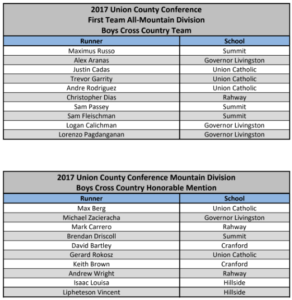 2017 Union County Conference
First Team All-Mountain Division
Boys Cross Country Team
Runner School
Maximus Russo Summit
Alex Aranas Governor Livingston
Justin Cadas Union Catholic
Trevor Garrity Union Catholic
Andre Rodriguez Union Catholic
Christopher Dias Rahway
Sam Passey Summit
Sam Fleischman Summit
Logan Calichman Governor Livingston
Lorenzo Pagdanganan Governor Livingston
2017 Union County Conference Mountain Division
Boys Cross Country Honorable Mention
Runner School
Max Berg Union Catholic
Michael Zacieracha Governor Livingston
Mark Carrero Rahway
Brendan Driscoll Summit
David Bartley Cranford
Gerard Rokosz Union Catholic
Keith Brown Cranford
Andrew Wright Rahway
Isaac Louisa Hillside
Lipheteson Vincent Hillside